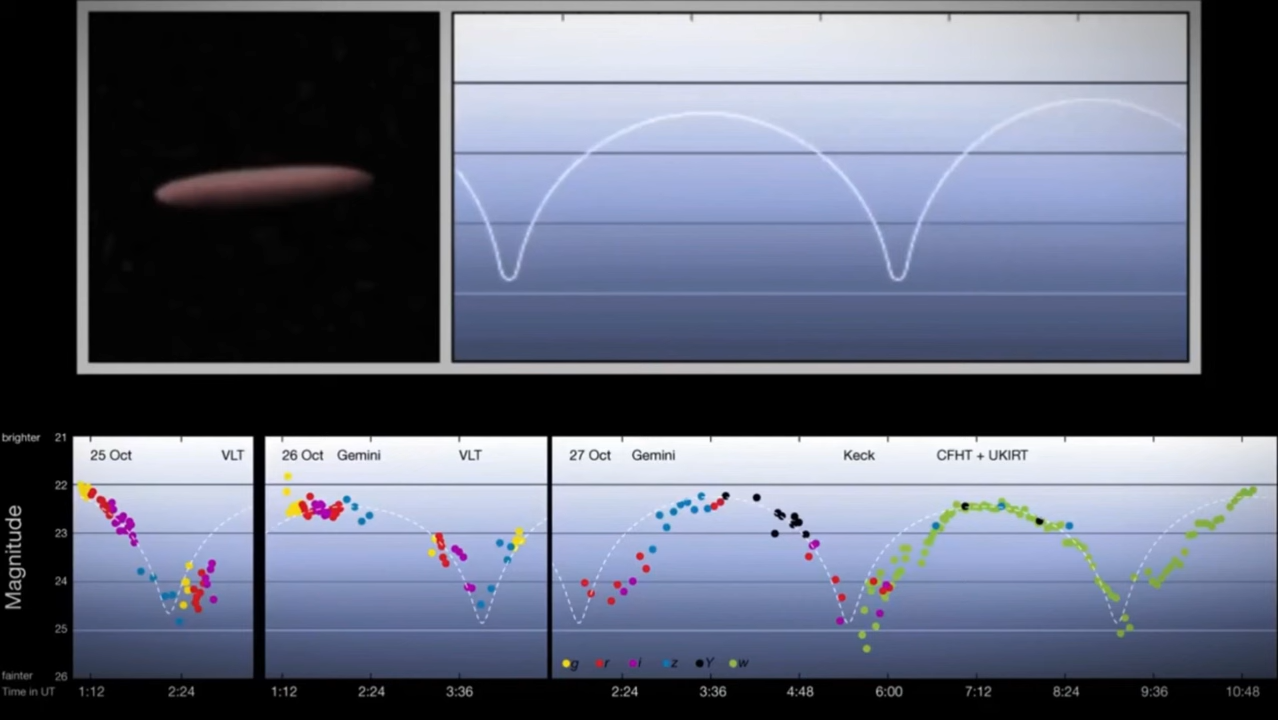 brighter 21
25 Oct VLT 26 Oct Gemini VLT 27 Oct Gemini Keck CFHT + UKIRT
22
23
Magnitude
24
25
g r i z Y w
fainter 26
Time in UT 1:12 2:24 1:12 2:24 3:36 2:24 3:36 4:48 6:00 7:12 8:24 9:36 10:48